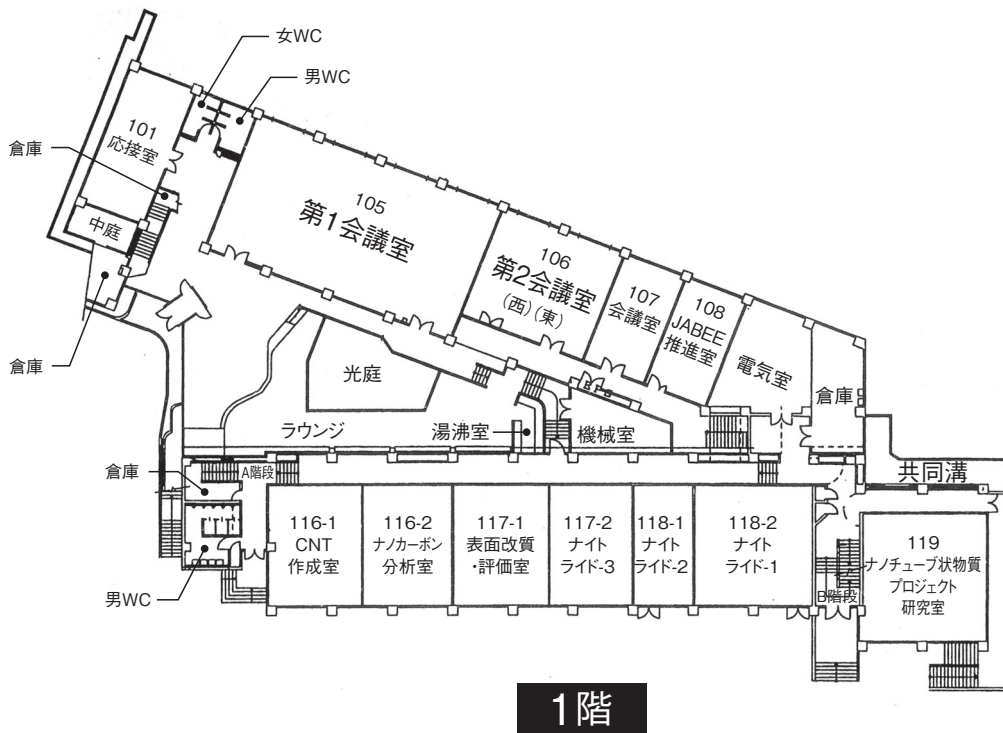 女WC
男WC
倉庫
101
応接室
中庭
倉庫
105
第1会議室
106
第2会議室
(西)(東)
107
会議室
108
JABEE
推進室
電気室
倉庫
光庭
ラウンジ
湯沸室
機械室
共同溝
倉庫
A階段
男WC
116-1
CNT
作成室
116-2
ナノカーボン
分析室
117-1
表面改質
・評価室
117-2
ナイト
ライド-3
118-1
ナイト
ライド-2
118-2
ナイト
ライド-1
B階段
119
ナノチューブ状物質
プロジェクト
研究室
1階